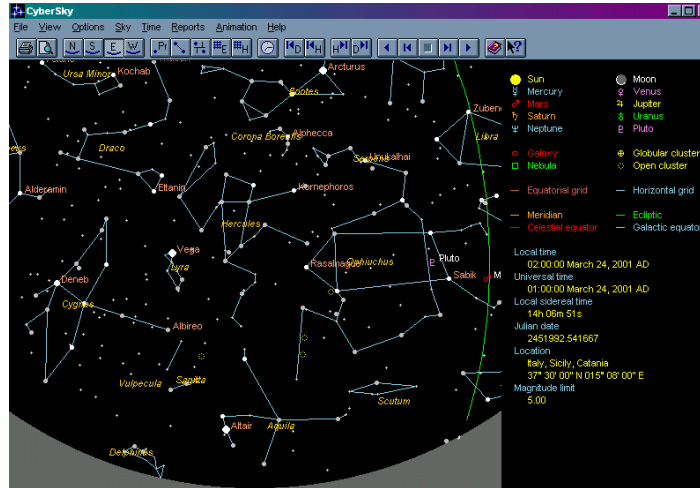 CyberSky
File View Options Sky Time Reports Animation Help
N S E W Pr E H D H H D
Ursa Minor Kochab
Arcturus
Bootes
Zubene
Alphecca
Corona Borealis
Libra
Draco
Unukalhai
Serpens
Alderamin
Eltanin
Kornephoros
Hercules
Vega
Lyra
Rasalhague
Ophiuchus
Pluto
Sabik
M
Deneb
Cygnus
Albireo
Vulpecula
Sagitta
Scutum
Altair
Aquila
Delphinus
Sun Moon
Mercury Venus
Mars Jupiter
Saturn Uranus
Neptune Pluto
Galaxy Globular cluster
Nebula Open cluster
Equatorial grid Horizontal grid
Meridian Ecliptic
Celestial equator Galactic equator
Local time
02:00:00 March 24, 2001 AD
Universal time
01:00:00 March 24, 2001 AD
Local sidereal time
14h 06m 51s
Julian date
2451992.541667
Location
Italy, Sicily, Catania
37° 30' 00" N 015° 08' 00" E
Magnitude limit
5.00